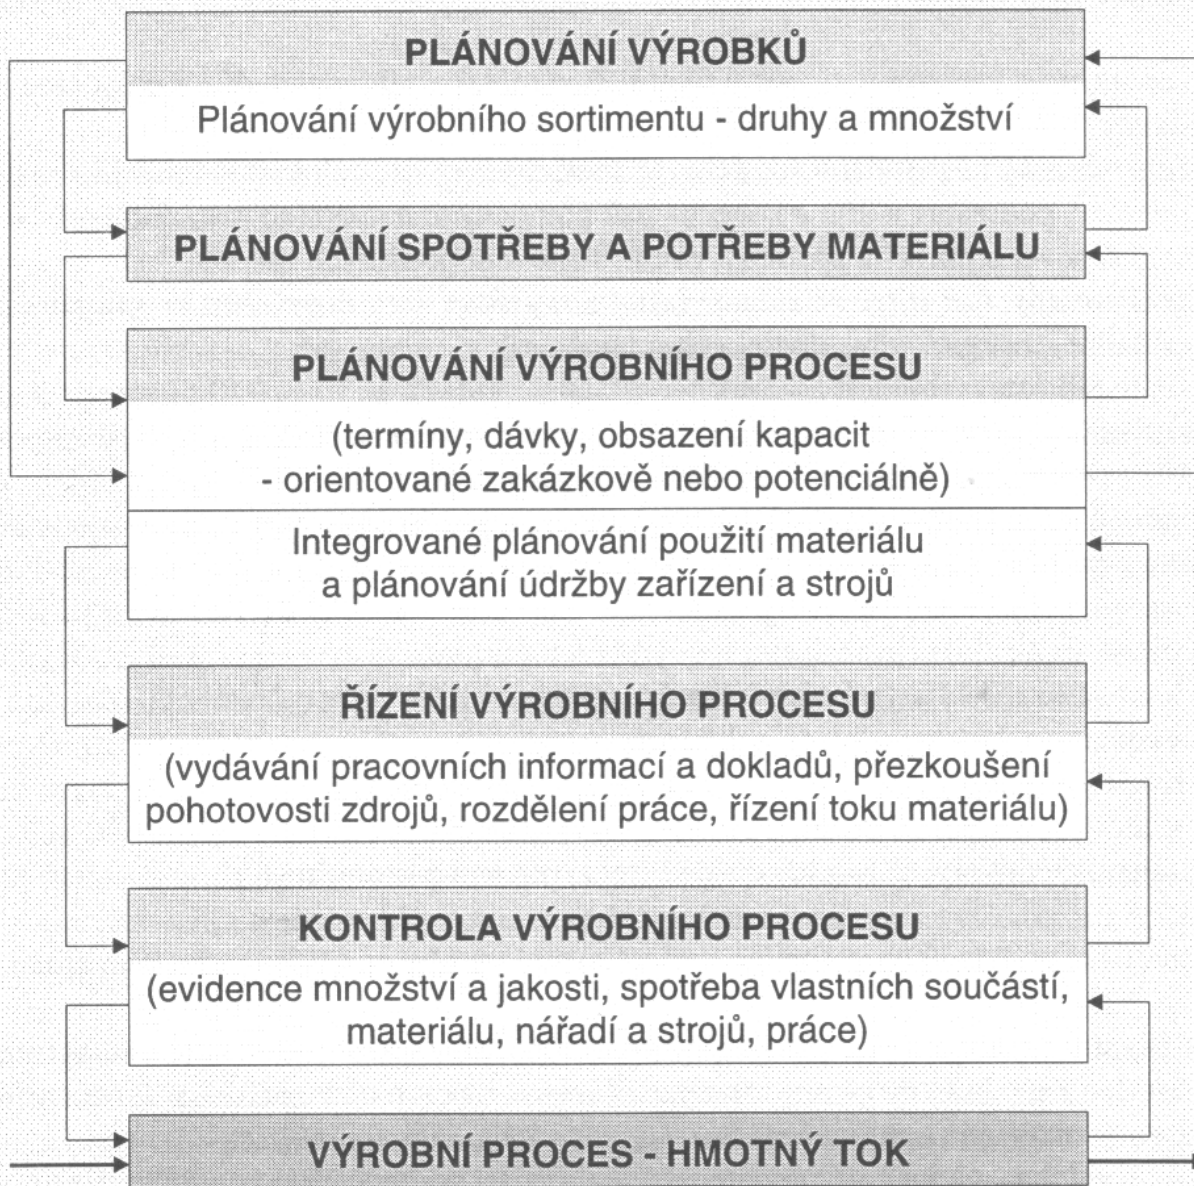 PLÁNOVÁNÍ VÝROBKŮ
Plánování výrobního sortimentu - druhy a množství
PLÁNOVÁNÍ SPOTŘEBY A POTŘEBY MATERIÁLU
PLÁNOVÁNÍ VÝROBNÍHO PROCESU
(termíny, dávky, obsazení kapacit
- orientované zakázkově nebo potenciálně)
Integrované plánování použití materiálu
a plánování údržby zařízení a strojů
ŘÍZENÍ VÝROBNÍHO PROCESU
(vydávání pracovních informací a dokladů, přezkoušení
pohotovosti zdrojů, rozdělení práce, řízení toku materiálu)
KONTROLA VÝROBNÍHO PROCESU
(evidence množství a jakosti, spotřeba vlastních součástí,
materiálu, nářadí a strojů, práce)
VÝROBNÍ PROCES - HMOTNÝ TOK